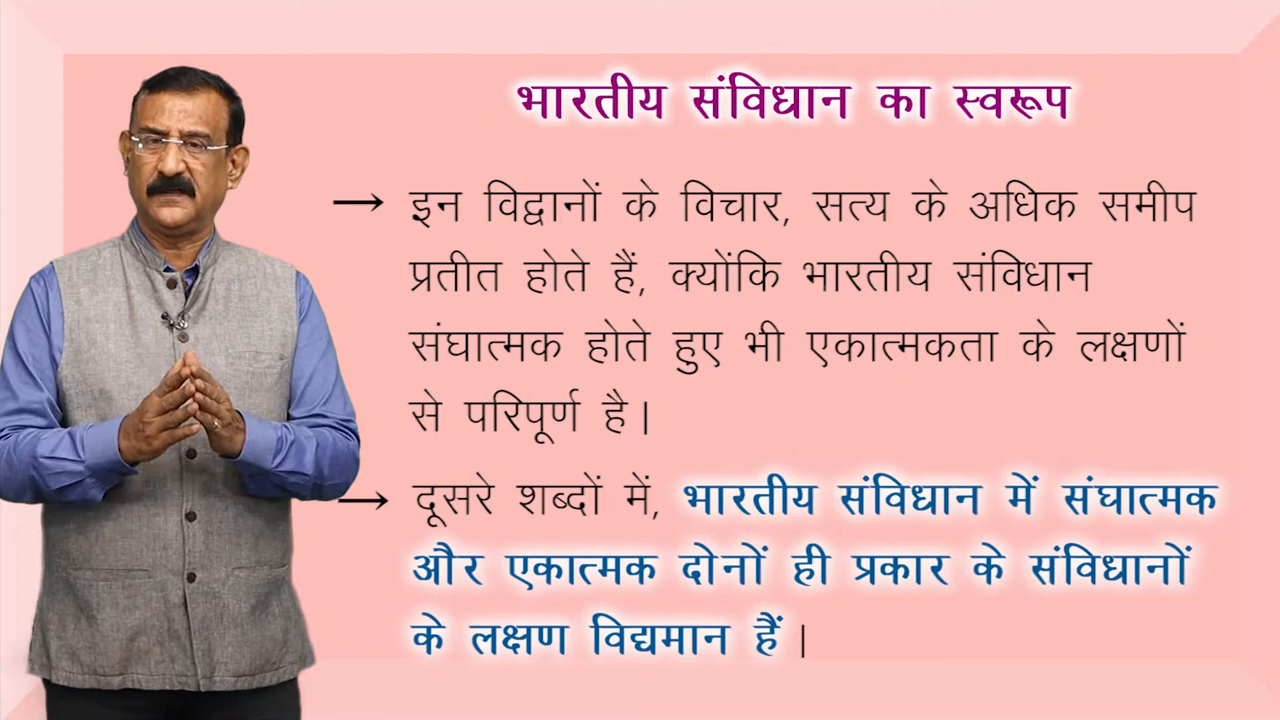 भारतीय संविधान का स्वरूप
→ इन विद्वानों के विचार, सत्य के अधिक समीप
प्रतीत होते हैं, क्योंकि भारतीय संविधान
संघात्मक होते हुए भी एकात्मकता के लक्षणों
से परिपूर्ण है।
→ दूसरे शब्दों में, भारतीय संविधान में संघात्मक
और एकात्मक दोनों ही प्रकार के संविधानों
के लक्षण विद्यमान हैं।